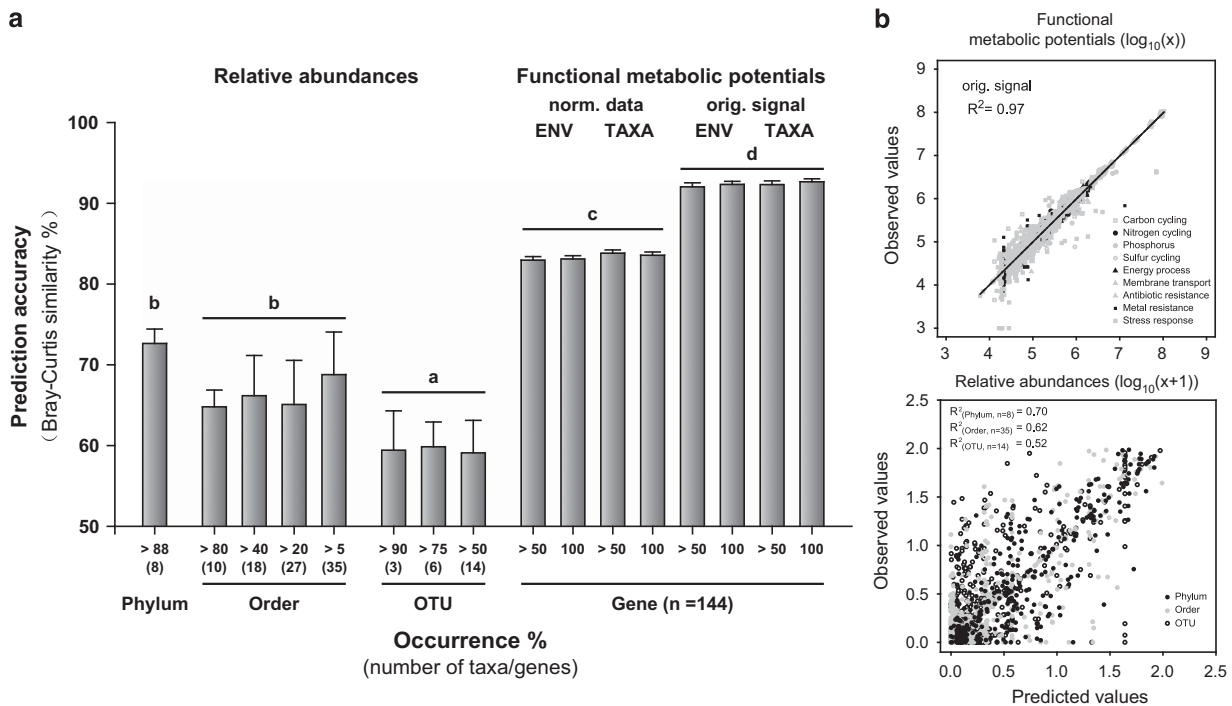 a
Relative abundances
Functional metabolic potentials
norm. data
orig. signal
ENV
TAXA
ENV
TAXA
Prediction accuracy
(Bray-Curtis similarity %)
100
90
80
70
60
50
b
b
a
c
d
> 88
> 80
> 40
> 20
> 5
> 90
> 75
> 50
> 50
100
> 50
100
> 50
100
> 50
100
(8)
(10)
(18)
(27)
(35)
(3)
(6)
(14)
Phylum
Order
OTU
Gene (n =144)
Occurrence %
(number of taxa/genes)
b
Functional
metabolic potentials (log10(x))
Observed values
9
8
7
6
5
4
3
orig. signal
R2= 0.97
Carbon cycling
Nitrogen cycling
Phosphorus
Sulfur cycling
Energy process
Membrane transport
Antibiotic resistance
Metal resistance
Stress response
3
4
5
6
7
8
9
Relative abundances (log10(x+1))
Observed values
2.5
2.0
1.5
1.0
0.5
0.0
R2(Phylum, n=8) = 0.70
R2(Order, n=35) = 0.62
R2(OTU, n=14) = 0.52
Phylum
Order
OTU
0.0
0.5
1.0
1.5
2.0
2.5
Predicted values